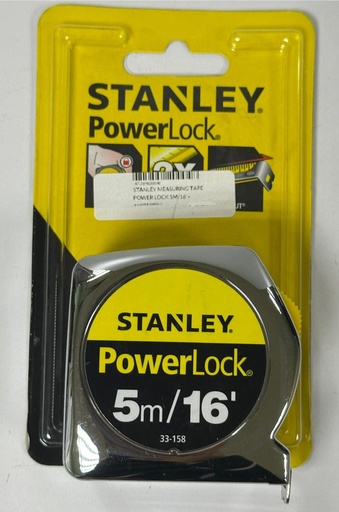 STANLEY®
PowerLock®
STANLEY MEASURING TAPE
POWER LOCK 5M/16'
STANLEY®
PowerLock®
5m/16'
33-158